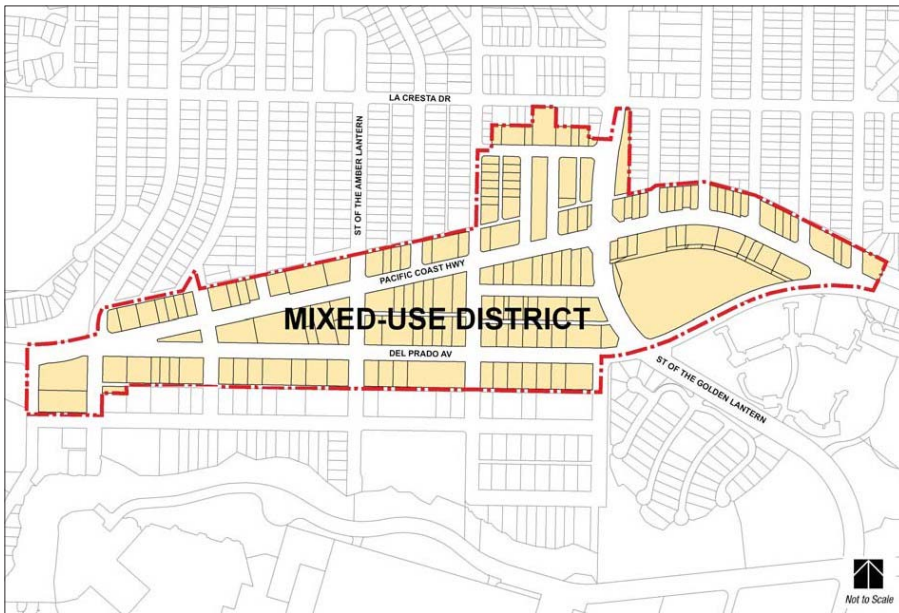 LA CRESTA DR
ST OF THE AMBER LANTERN
PACIFIC COAST HWY
MIXED-USE DISTRICT
DEL PRADO AV
ST OF THE GOLDEN LANTERN
Not to Scale